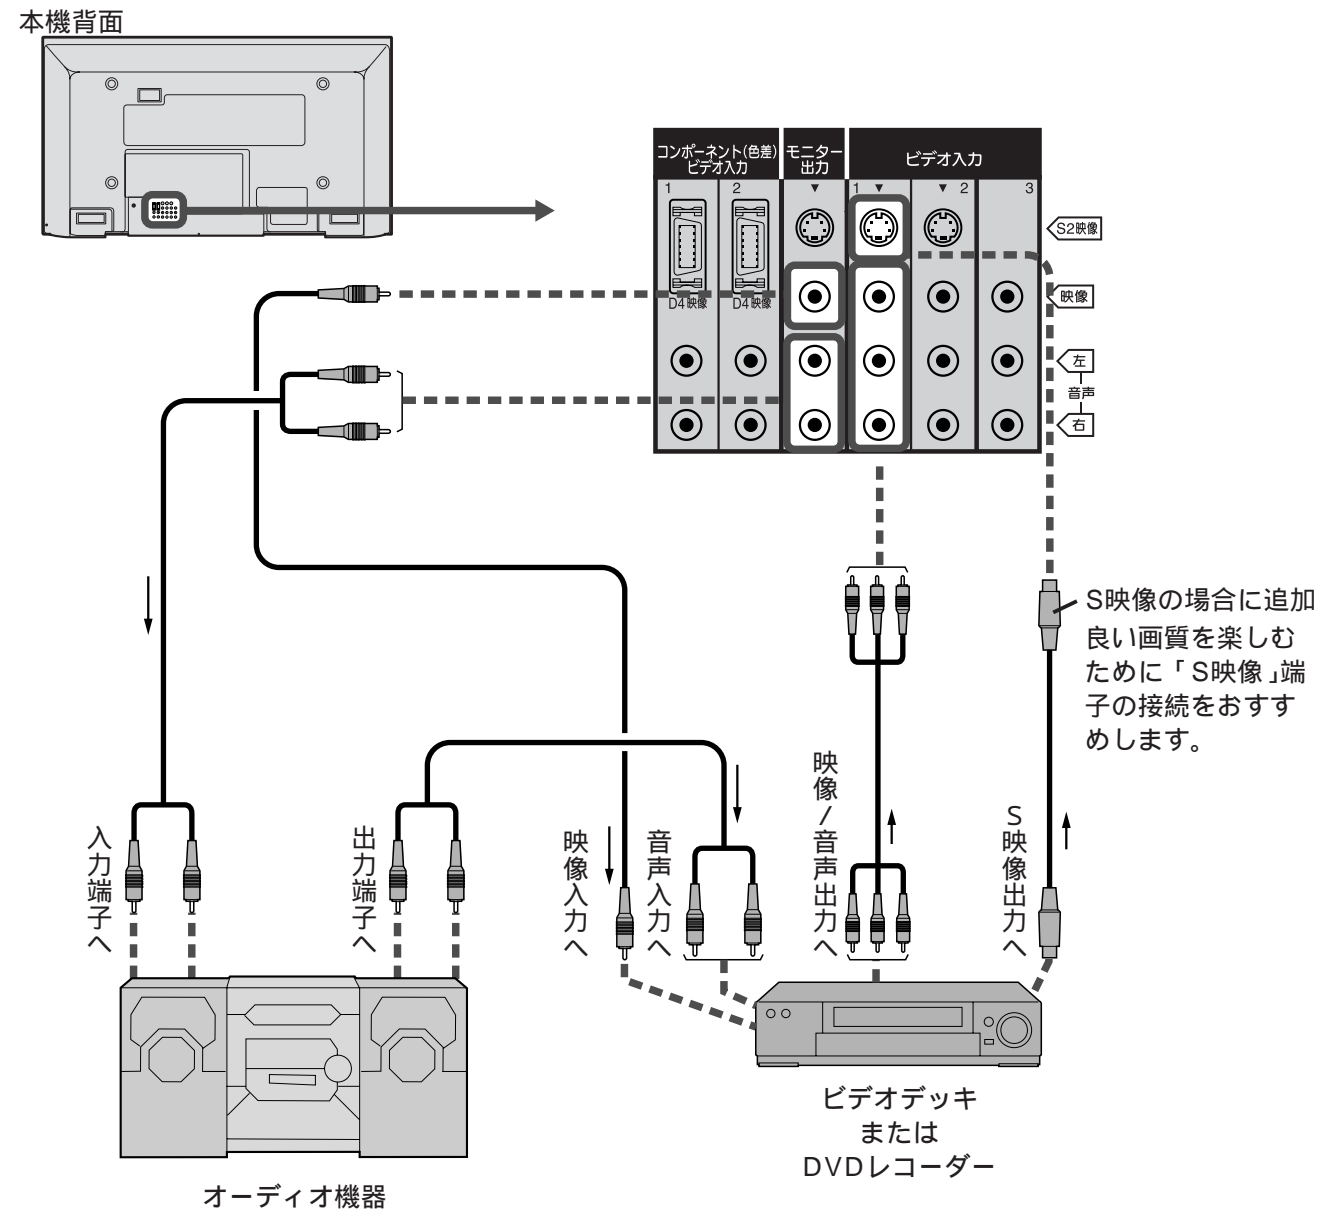 本機背面
コンポーネント(色差)
ビデオ入力
モニター
出力
ビデオ入力
1
2
▼
1 ▼
▼ 2
3
S2映像
D4映像
D4映像
映像
左
音声
右
S映像の場合に追加
良い画質を楽しむ
ために「S映像」端
子の接続をおすす
めします。
入力端子へ
出力端子へ
映像入力へ
音声入力へ
映像/音声出力へ
S映像出力へ
ビデオデッキ
または
DVDレコーダー
オーディオ機器